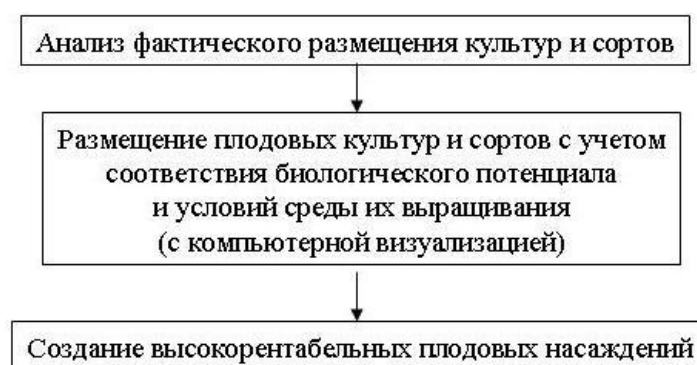 Анализ фактического размещения культур и сортов
Размещение плодовых культур и сортов с учетом
соответствия биологического потенциала
и условий среды их выращивания
(с компьютерной визуализацией)
Создание высокорентабельных плодовых насаждений